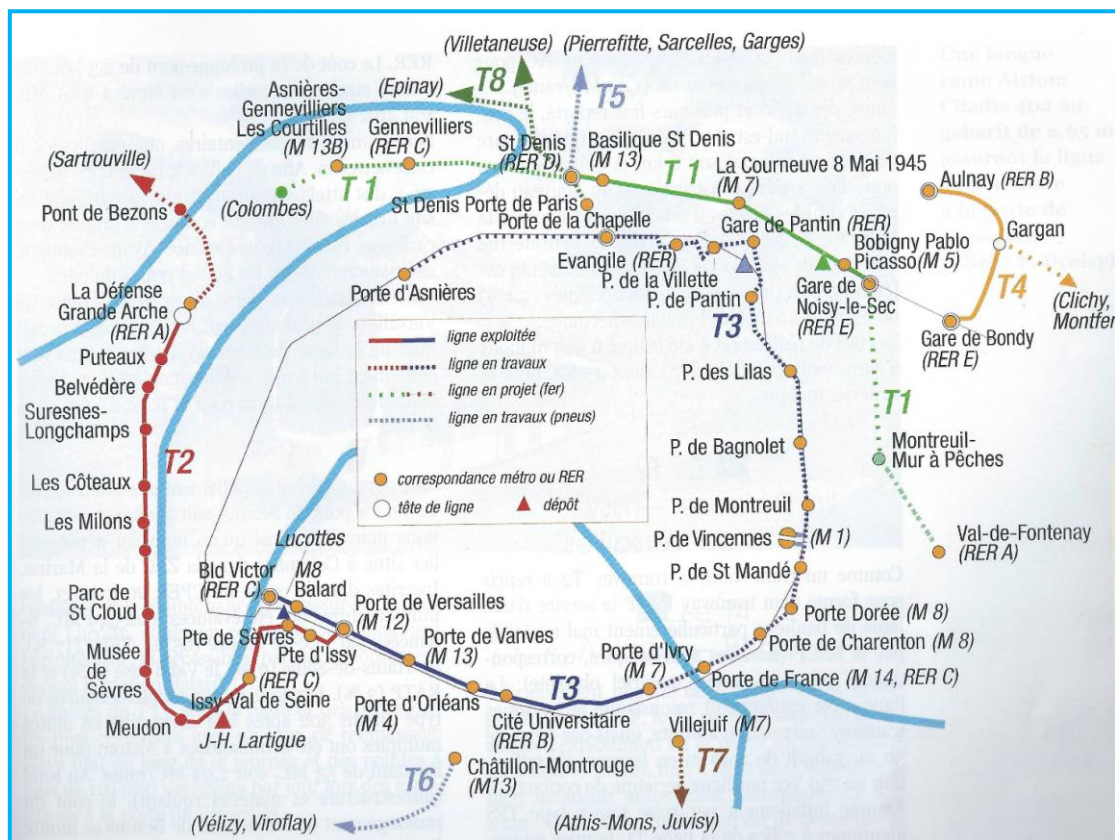 (Villetaneuse)
(Pierrefitte, Sarcelles, Garges)
T8
T5
Asnières-
Gennevilliers
Les Courtilles
(M 13B)
(Epinay)
Gennevilliers
(RER C)
St Denis
(RER D)
Basilique St Denis
(M 13)
(Sartrouville)
T1
La Courneuve 8 Mai 1945
(M 7)
Aulnay (RER B)
T1
(Colombes)
Pont de Bezons
St Denis Porte de Paris
Porte de la Chapelle
Gare de Pantin (RER)
Gargan
Evangile (RER)
Bobigny Pablo
Picasso (M 5)
P. de la Villette
Porte d'Asnières
La Défense
Grande Arche
(RER A)
P. de Pantin
T3
Gare de
Noisy-le-Sec
(RER E)
T4
(Clichy,
Montfer
Gare de Bondy
(RER E)
Puteaux
Belvédère
Suresnes-
Longchamps
T2
Les Côteaux
Les Milons
ligne exploitée
ligne en travaux
ligne en projet (fer)
ligne en travaux (pneus)
correspondance métro ou RER
tête de ligne
dépôt
P. des Lilas
P. de Bagnolet
T1
Montreuil-
Mur à Pêches
P. de Montreuil
P. de Vincennes
(M 1)
Val-de-Fontenay
(RER A)
P. de St Mandé
Lucottes
Bld Victor
(RER C)
M8
Balard
Parc de
St Cloud
Porte de Versailles
(M 12)
Porte Dorée (M 8)
Porte de Charenton (M 8)
Pte de Sèvres
Pte d'Issy
(RER C)
Porte de Vanves
(M 13)
Musée
de
Sèvres
Porte d'Ivry
(M 7)
Porte de France (M 14, RER C)
Issy-Val de Seine
T3
Meudon
J-H. Lartigue
Porte d'Orléans
(M 4)
Cité Universitaire
(RER B)
Villejuif (M7)
T7
T6
Châtillon-Montrouge
(M13)
(Vélizy, Viroflay)
(Athis-Mons, Juvisy)